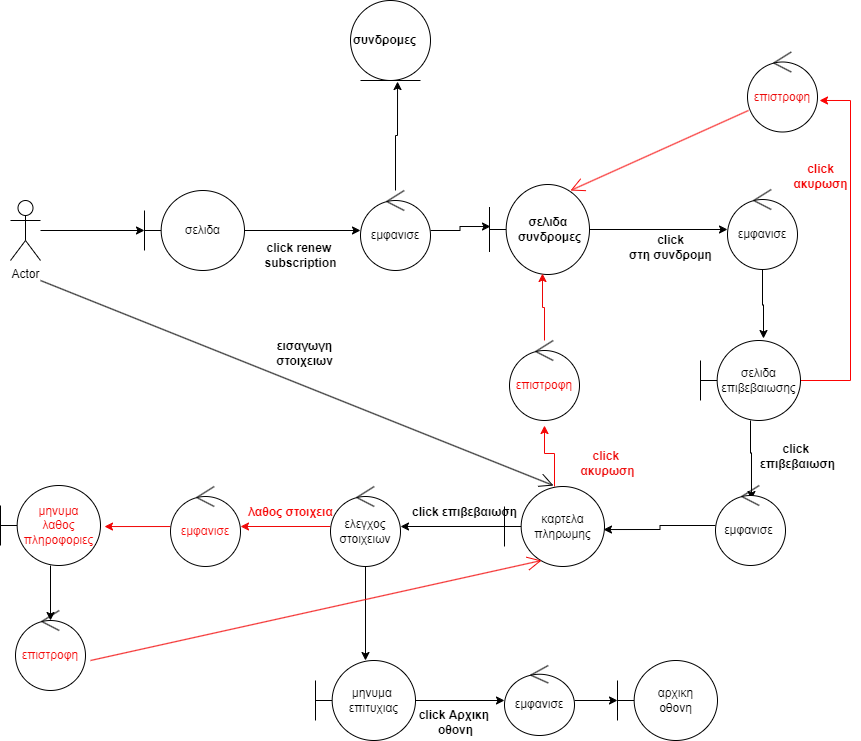 συνδρομες
επιστροφη
click
ακυρωση
Actor
σελιδα
click renew
subscription
εμφανισε
σελιδα
συνδρομες
click
στη συνδρομη
εμφανισε
εισαγωγη
στοιχειων
επιστροφη
σελιδα
επιβεβαιωσης
click
ακυρωση
click
επιβεβαιωση
μηνυμα
λαθος
πληροφοριες
εμφανισε
λαθος στοιχεια
ελεγχος
στοιχειων
click επιβεβαιωση
καρτελα
πληρωμης
εμφανισε
επιστροφη
μηνυμα
επιτυχιας
click Αρχικη
οθονη
εμφανισε
αρχικη
οθονη